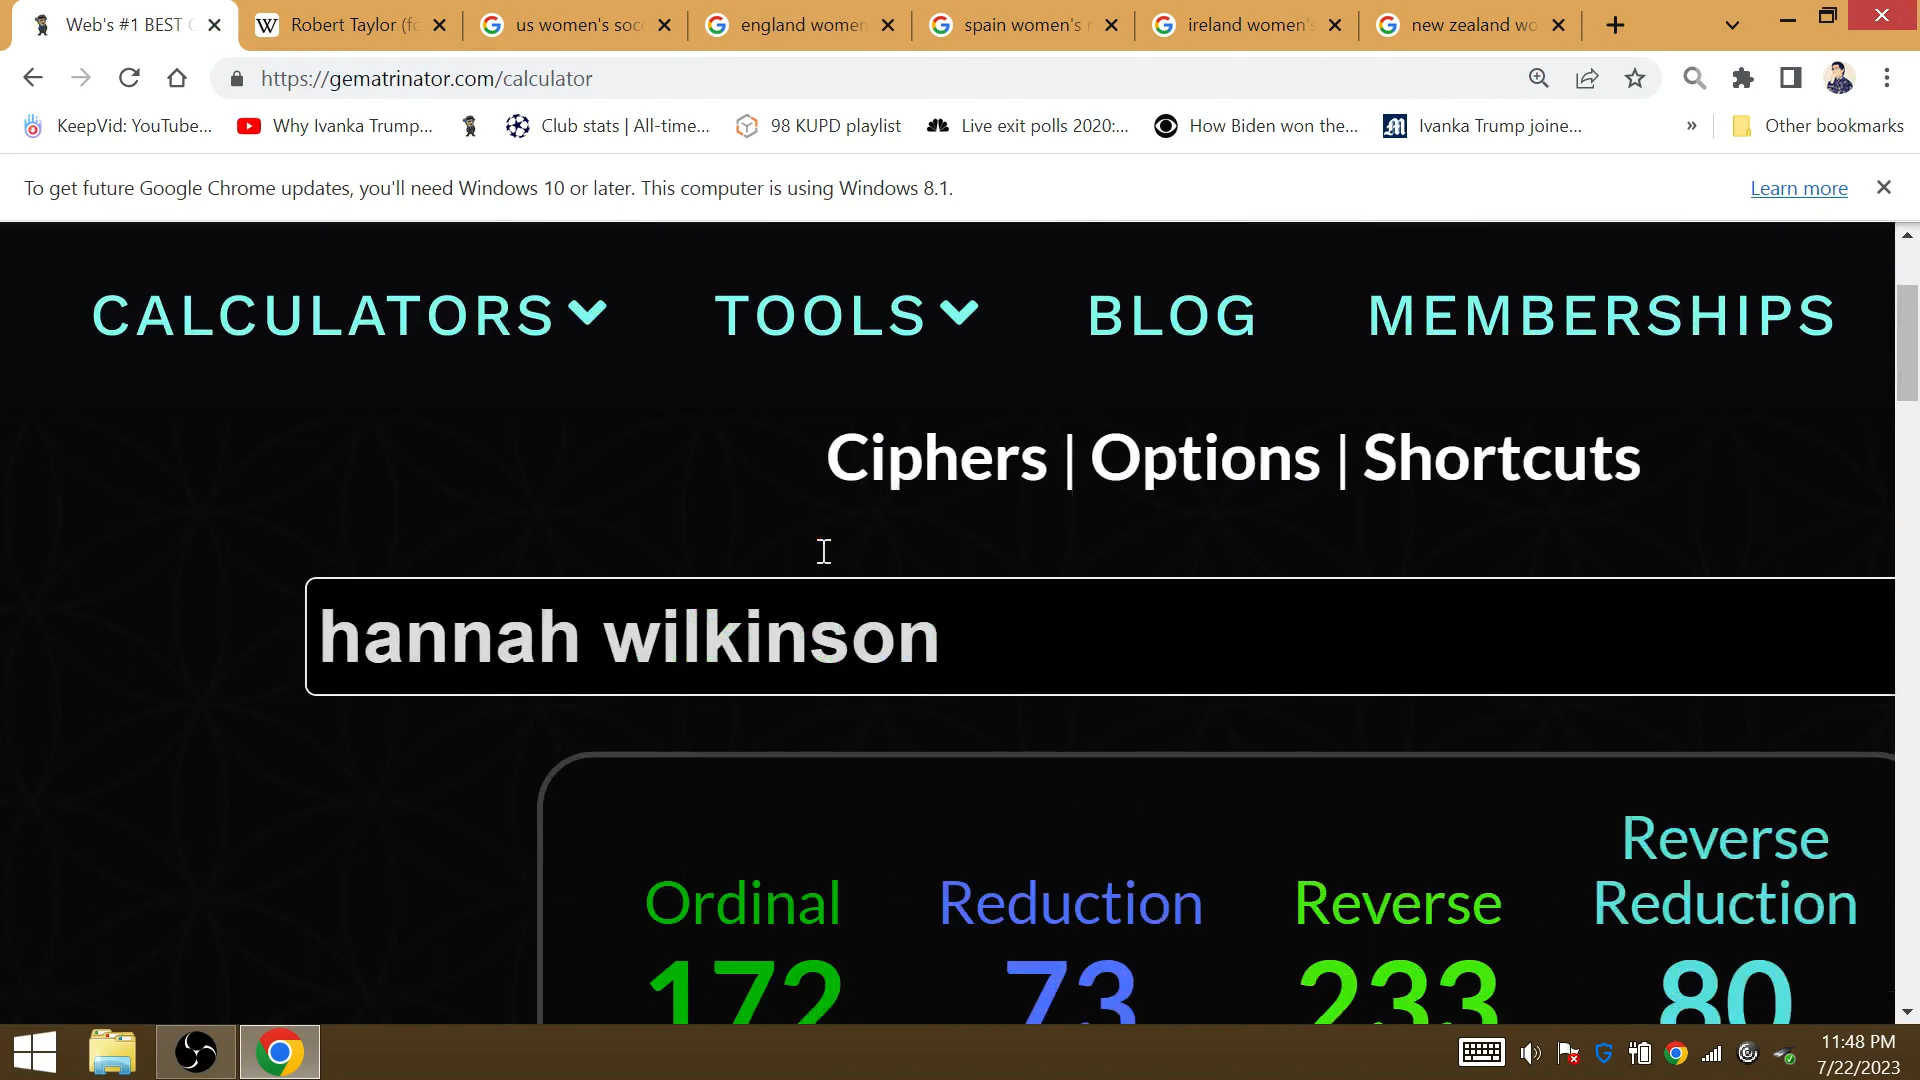 Web's #1 BEST
Robert Taylor (fo
us women's soc
england women
spain women's
ireland women's
new zealand wo
https://gematrinator.com/calculator
KeepVid: YouTube...
Why Ivanka Trump...
Club stats | All-time...
98 KUPD playlist
Live exit polls 2020:...
How Biden won the...
Ivanka Trump joine...
»
Other bookmarks
To get future Google Chrome updates, you'll need Windows 10 or later. This computer is using Windows 8.1.
Learn more
CALCULATORS
TOOLS
BLOG
MEMBERSHIPS
Ciphers | Options | Shortcuts
hannah wilkinson
Ordinal
Reduction
Reverse
Reverse Reduction
172
73
233
80
11:48 PM
7/22/2023